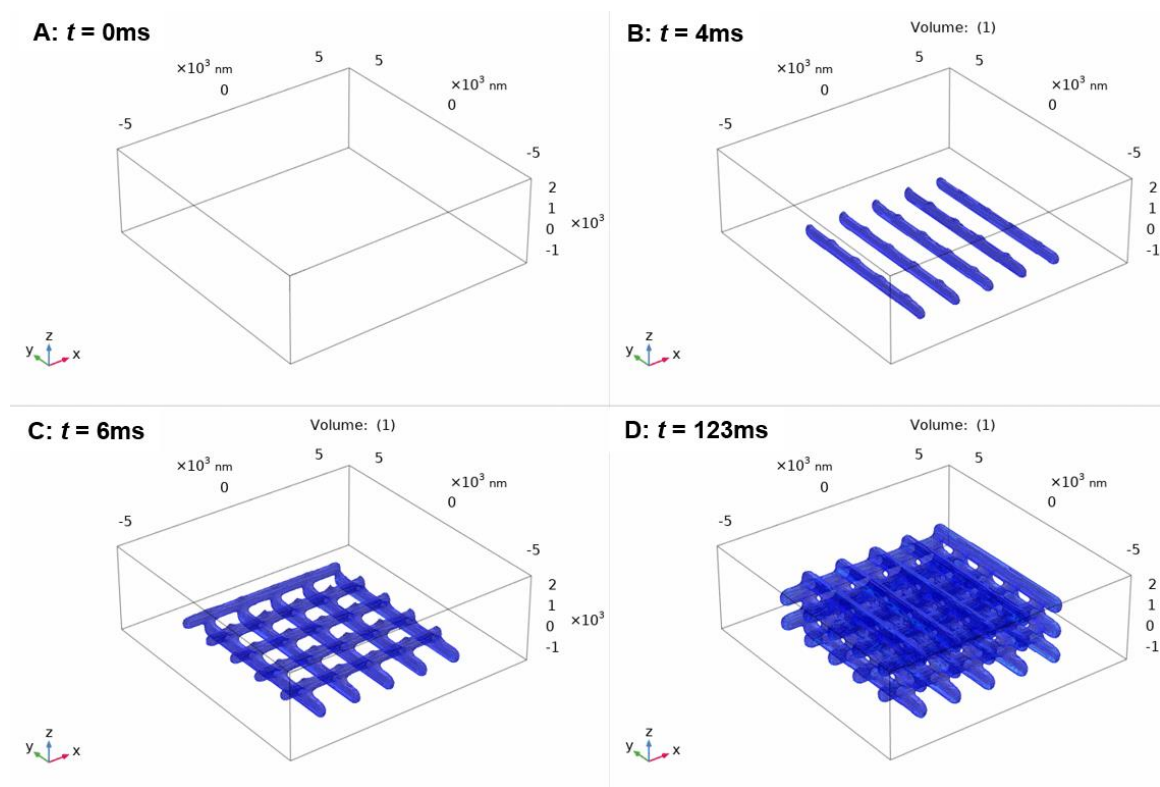 A: t = 0ms
5 5
×10³ nm ×10³ nm
0 0
-5 -5
2
1
×10³
0
-1
z
y x
B: t = 4ms
Volume: (1)
5 5
×10³ nm ×10³ nm
0 0
-5 -5
2
1
0
-1
z
y x
C: t = 6ms
Volume: (1)
5 5
×10³ nm ×10³ nm
0 0
-5 -5
2
1
×10³
0
-1
z
y x
D: t = 123ms
Volume: (1)
5 5
×10³ nm ×10³ nm
0 0
-5 -5
2
1
0
-1
z
y x